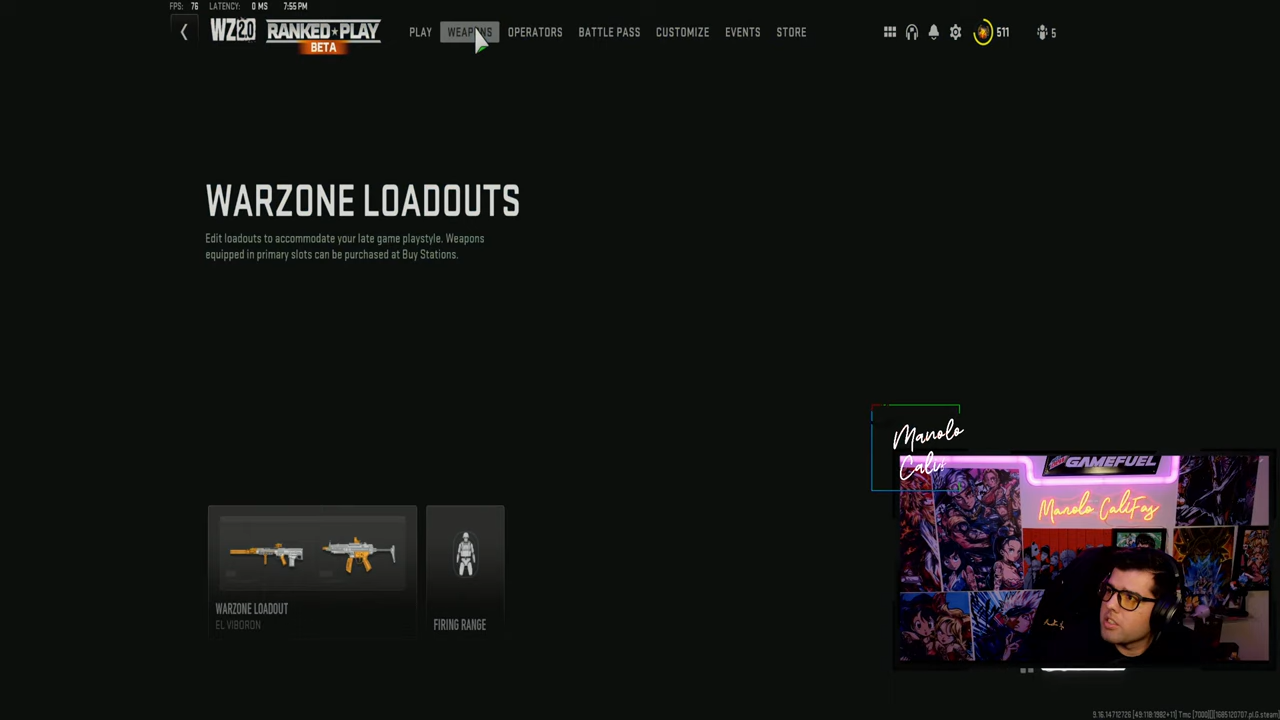 FPS: 76 LATENCY: 0 MS 7:55 PM
WZ 2.0 RANKED PLAY
BETA
PLAY WEAPONS OPERATORS BATTLE PASS CUSTOMIZE EVENTS STORE
511
5
WARZONE LOADOUTS
Edit loadouts to accommodate your late game playstyle. Weapons
equipped in primary slots can be purchased at Buy Stations.
Manolo
GAMEFUEL
Manolo CaliFas
WARZONE LOADOUT
EL VIBORON
FIRING RANGE